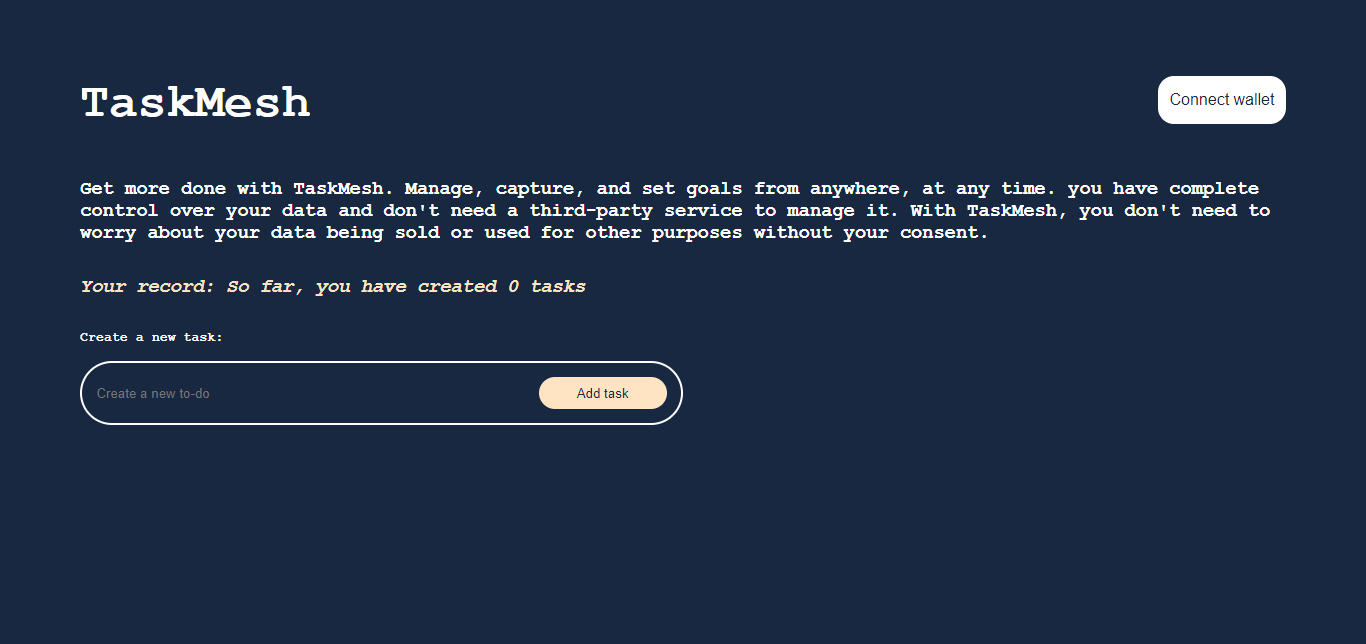 TaskMesh
Connect wallet
Get more done with TaskMesh. Manage, capture, and set goals from anywhere, at any time. you have complete
control over your data and don't need a third-party service to manage it. With TaskMesh, you don't need to
worry about your data being sold or used for other purposes without your consent.
Your record: So far, you have created 0 tasks
Create a new task:
Create a new to-do
Add task